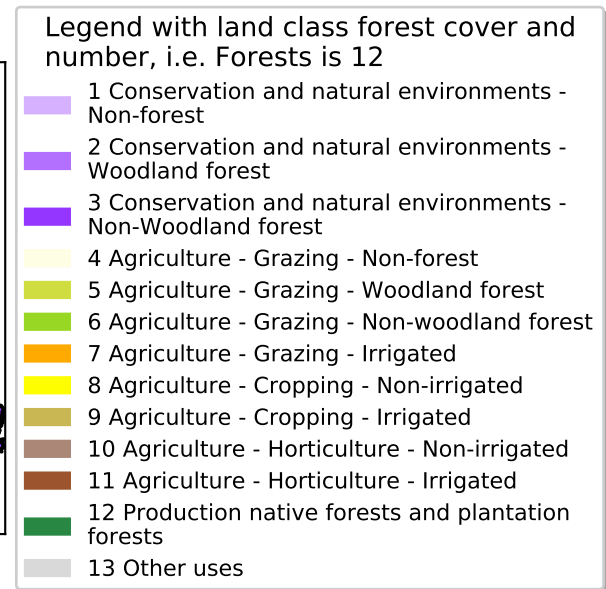 Legend with land class forest cover and
number, i.e. Forests is 12
1 Conservation and natural environments -
Non-forest
2 Conservation and natural environments -
Woodland forest
3 Conservation and natural environments -
Non-Woodland forest
4 Agriculture - Grazing - Non-forest
5 Agriculture - Grazing - Woodland forest
6 Agriculture - Grazing - Non-woodland forest
7 Agriculture - Grazing - Irrigated
8 Agriculture - Cropping - Non-irrigated
9 Agriculture - Cropping - Irrigated
10 Agriculture - Horticulture - Non-irrigated
11 Agriculture - Horticulture - Irrigated
12 Production native forests and plantation
forests
13 Other uses